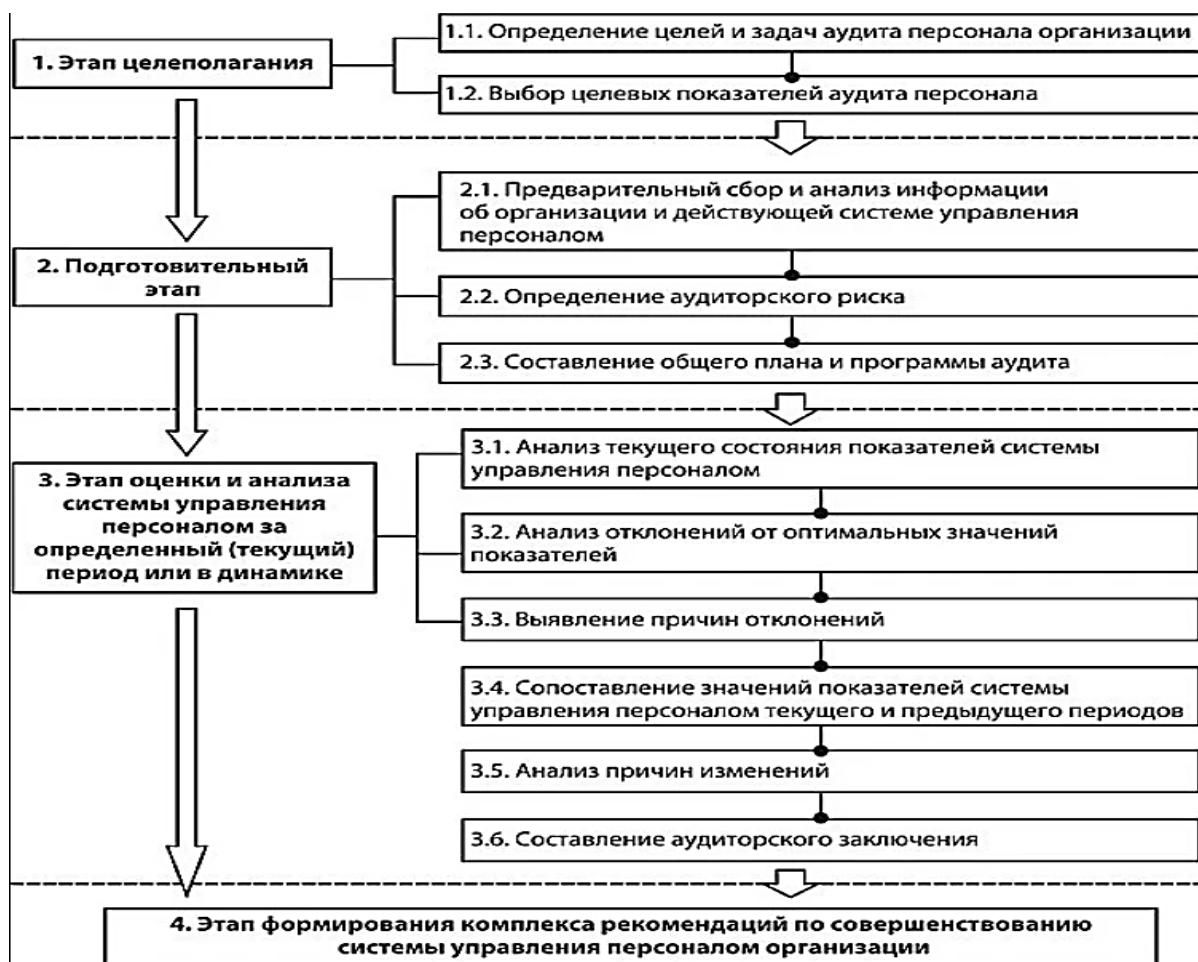 1. Этап целеполагания
1.1. Определение целей и задач аудита персонала организации
1.2. Выбор целевых показателей аудита персонала
2. Подготовительный
этап
2.1. Предварительный сбор и анализ информации
об организации и действующей системе управления
персоналом
2.2. Определение аудиторского риска
2.3. Составление общего плана и программы аудита
3. Этап оценки и анализа
системы управления
персоналом за
определенный (текущий)
период или в динамике
3.1. Анализ текущего состояния показателей системы
управления персоналом
3.2. Анализ отклонений от оптимальных значений
показателей
3.3. Выявление причин отклонений
3.4. Сопоставление значений показателей системы
управления персоналом текущего и предыдущего периодов
3.5. Анализ причин изменений
3.6. Составление аудиторского заключения
4. Этап формирования комплекса рекомендаций по совершенствованию
системы управления персоналом организации